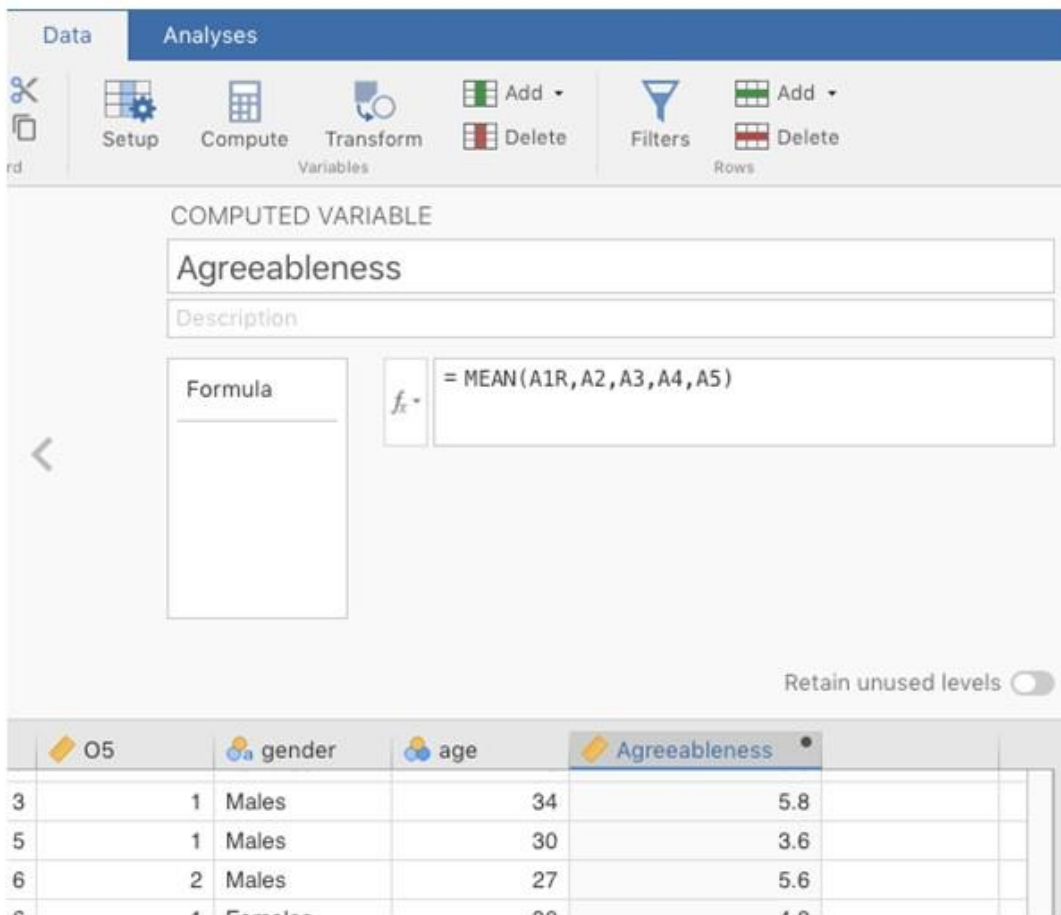 Data Analyses
Setup Compute Transform Add Delete Filters Add Delete
rd Variables Rows
COMPUTED VARIABLE
Agreeableness
Description
Formula
fx
= MEAN(A1R,A2,A3,A4,A5)
Retain unused levels
O5 gender age Agreeableness
3 1 Males 34 5.8
5 1 Males 30 3.6
6 2 Males 27 5.6